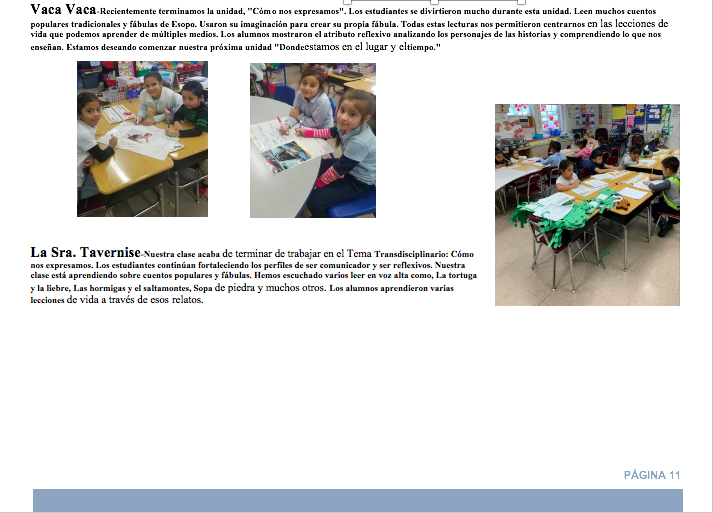 Vaca Vaca-Recientemente terminamos la unidad, "Cómo nos expresamos". Los estudiantes se divirtieron mucho durante esta unidad. Leen muchos cuentos
populares tradicionales y fábulas de Esopo. Usaron su imaginación para crear su propia fábula. Todas estas lecturas nos permitieron centrarnos en las lecciones de
vida que podemos aprender de múltiples medios. Los alumnos mostraron el atributo reflexivo analizando los personajes de las historias y comprendiendo lo que nos
enseñan. Estamos deseando comenzar nuestra próxima unidad "Dondeestamos en el lugar y eltiempo."
La Sra. Tavernise-Nuestra clase acaba de terminar de trabajar en el Tema Transdisciplinario: Cómo
nos expresamos. Los estudiantes continúan fortaleciendo los perfiles de ser comunicador y ser reflexivos. Nuestra
clase está aprendiendo sobre cuentos populares y fábulas. Hemos escuchado varios leer en voz alta como, La tortuga
y la liebre, Las hormigas y el saltamontes, Sopa de piedra y muchos otros. Los alumnos aprendieron varias
lecciones de vida a través de esos relatos.
PÁGINA 11